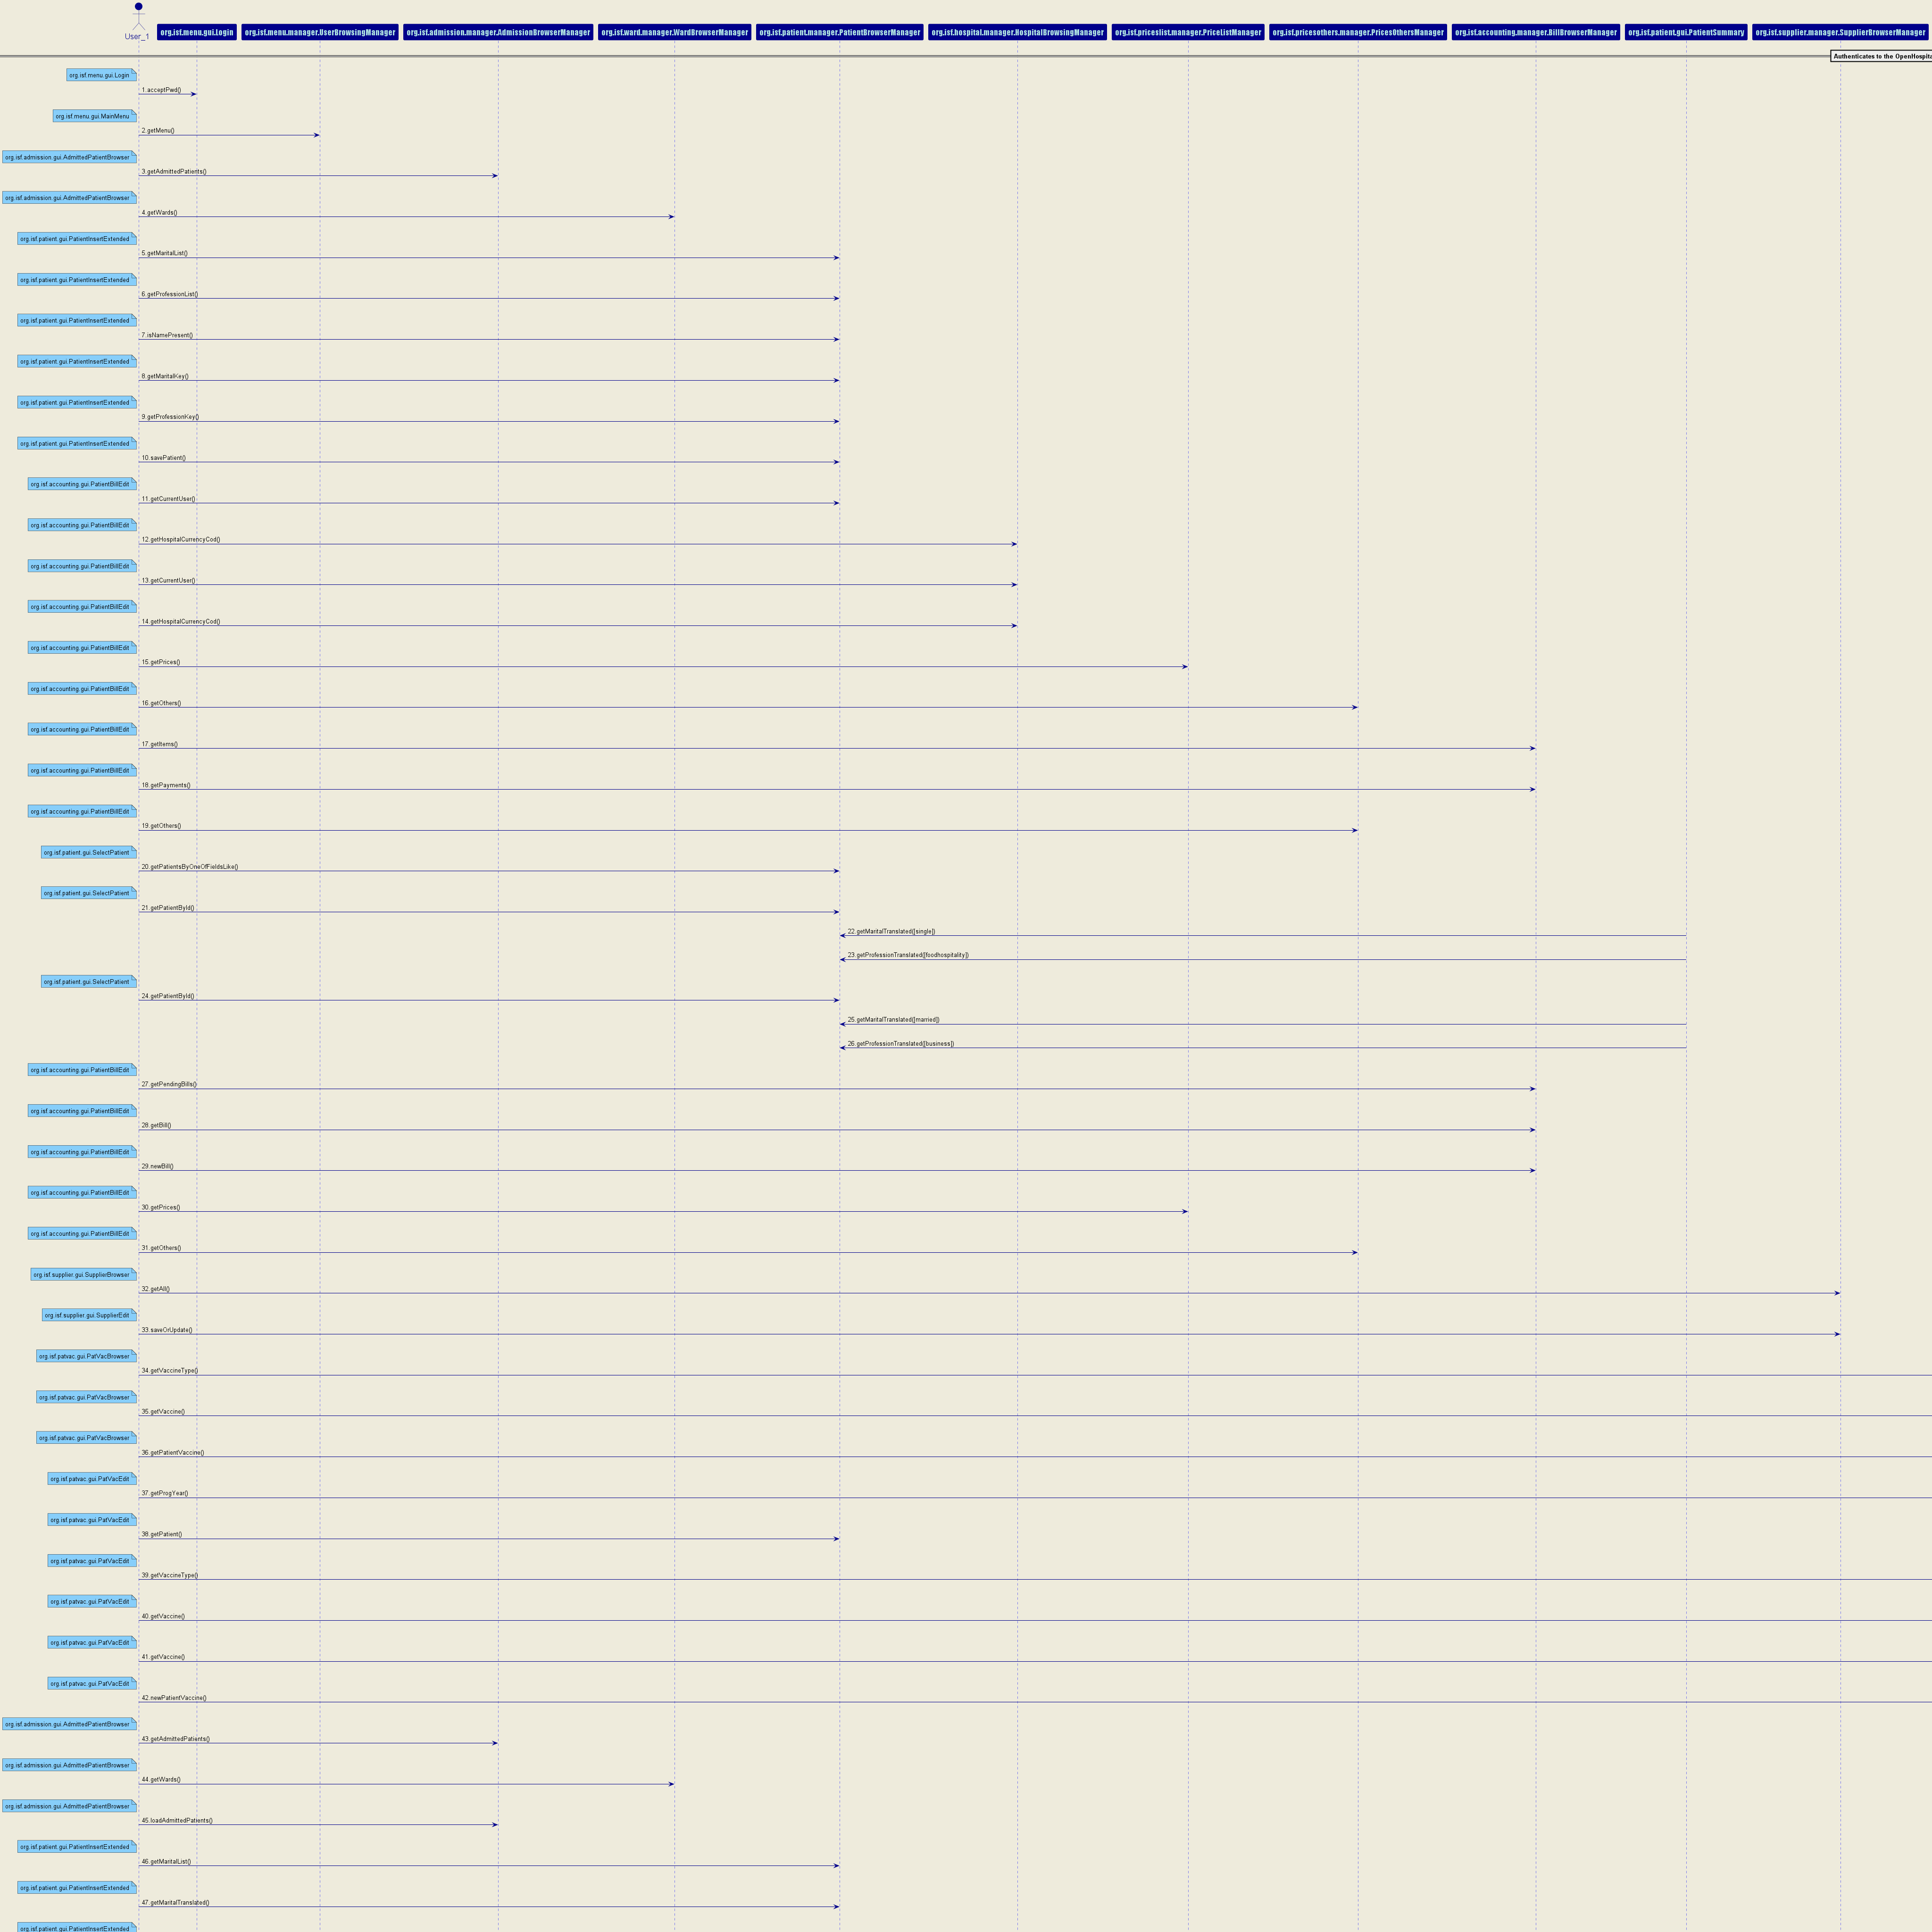 User_1
org.isf.menu.gui.Login
org.isf.menu.manager.UserBrowsingManager
org.isf.admission.manager.AdmissionBrowserManager
org.isf.ward.manager.WardBrowserManager
org.isf.patient.manager.PatientBrowserManager
org.isf.hospital.manager.HospitalBrowsingManager
org.isf.priceslist.manager.PricelistManager
org.isf.pricesothers.manager.PricesOthersManager
org.isf.accounting.manager.BillBrowserManager
org.isf.patient.gui.PatientSummary
org.isf.supplier.manager.SupplierBrowserManager
Authenticates to the OpenHospita
org.isf.menu.gui.Login
1.acceptPwd()
org.isf.menu.gui.MainMenu
2.getMenu()
org.isf.admission.gui.AdmittedPatientBrowser
3.getAdmittedPatients()
org.isf.admission.gui.AdmittedPatientBrowser
4.getWards()
org.isf.patient.gui.PatientInsertExtended
5.getMaritalList()
org.isf.patient.gui.PatientInsertExtended
6.getProfessionList()
org.isf.patient.gui.PatientInsertExtended
7.isNamePresent()
org.isf.patient.gui.PatientInsertExtended
8.getMaritalKey()
org.isf.patient.gui.PatientInsertExtended
9.getProfessionKey()
org.isf.patient.gui.PatientInsertExtended
10.savePatient()
org.isf.accounting.gui.PatientBillEdit
11.getCurrentUser()
org.isf.accounting.gui.PatientBillEdit
12.getHospitalCurrencyCod()
org.isf.accounting.gui.PatientBillEdit
13.getCurrentUser()
org.isf.accounting.gui.PatientBillEdit
14.getHospitalCurrencyCod()
org.isf.accounting.gui.PatientBillEdit
15.getPrices()
org.isf.accounting.gui.PatientBillEdit
16.getOthers()
org.isf.accounting.gui.PatientBillEdit
17.getItems()
org.isf.accounting.gui.PatientBillEdit
18.getPayments()
org.isf.accounting.gui.PatientBillEdit
19.getOthers()
org.isf.patient.gui.SelectPatient
20.getPatientsByOneOfFieldsLike()
org.isf.patient.gui.SelectPatient
21.getPatientById()
22.getMaritalTranslated([single])
23.getProfessionTranslated([foodhospitality])
org.isf.patient.gui.SelectPatient
24.getPatientById()
25.getMaritalTranslated([married])
26.getProfessionTranslated([business])
org.isf.accounting.gui.PatientBillEdit
27.getPendingBills()
org.isf.accounting.gui.PatientBillEdit
28.getBill()
org.isf.accounting.gui.PatientBillEdit
29.newBill()
org.isf.accounting.gui.PatientBillEdit
30.getPrices()
org.isf.accounting.gui.PatientBillEdit
31.getOthers()
org.isf.supplier.gui.SupplierBrowser
32.getAll()
org.isf.supplier.gui.SupplierEdit
33.saveOrUpdate()
org.isf.patvac.gui.PatVacBrowser
34.getVaccineType()
org.isf.patvac.gui.PatVacBrowser
35.getVaccine()
org.isf.patvac.gui.PatVacBrowser
36.getPatientVaccine()
org.isf.patvac.gui.PatVacEdit
37.getProgYear()
org.isf.patvac.gui.PatVacEdit
38.getPatient()
org.isf.patvac.gui.PatVacEdit
39.getVaccineType()
org.isf.patvac.gui.PatVacEdit
40.getVaccine()
org.isf.patvac.gui.PatVacEdit
41.getVaccine()
org.isf.patvac.gui.PatVacEdit
42.newPatientVaccine()
org.isf.admission.gui.AdmittedPatientBrowser
43.getAdmittedPatients()
org.isf.admission.gui.AdmittedPatientBrowser
44.getWards()
org.isf.admission.gui.AdmittedPatientBrowser
45.loadAdmittedPatients()
org.isf.patient.gui.PatientInsertExtended
46.getMaritalList()
org.isf.patient.gui.PatientInsertExtended
47.getMaritalTranslated()
org.isf.patient.gui.PatientInsertExtended